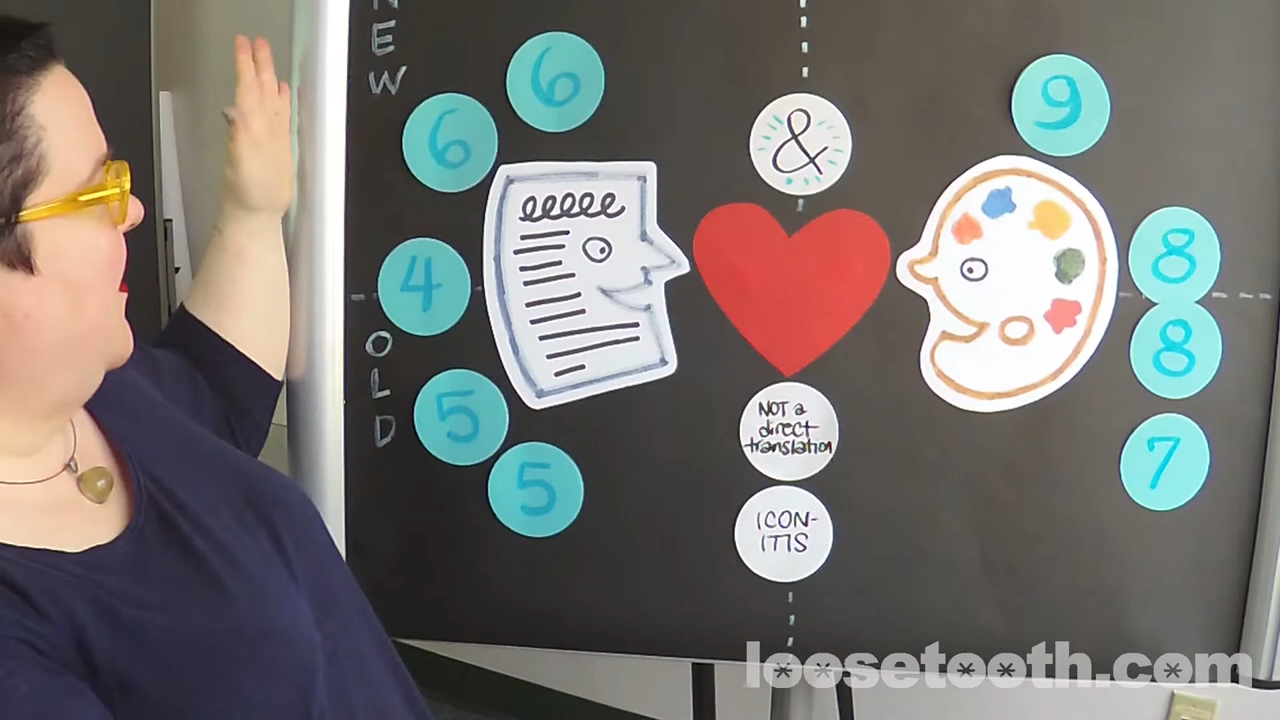 NEW
6
6
4
OLD
5
5
&
NOT a
direct
translation
ICON-
ITIS
9
8
8
7
loosetooth.com